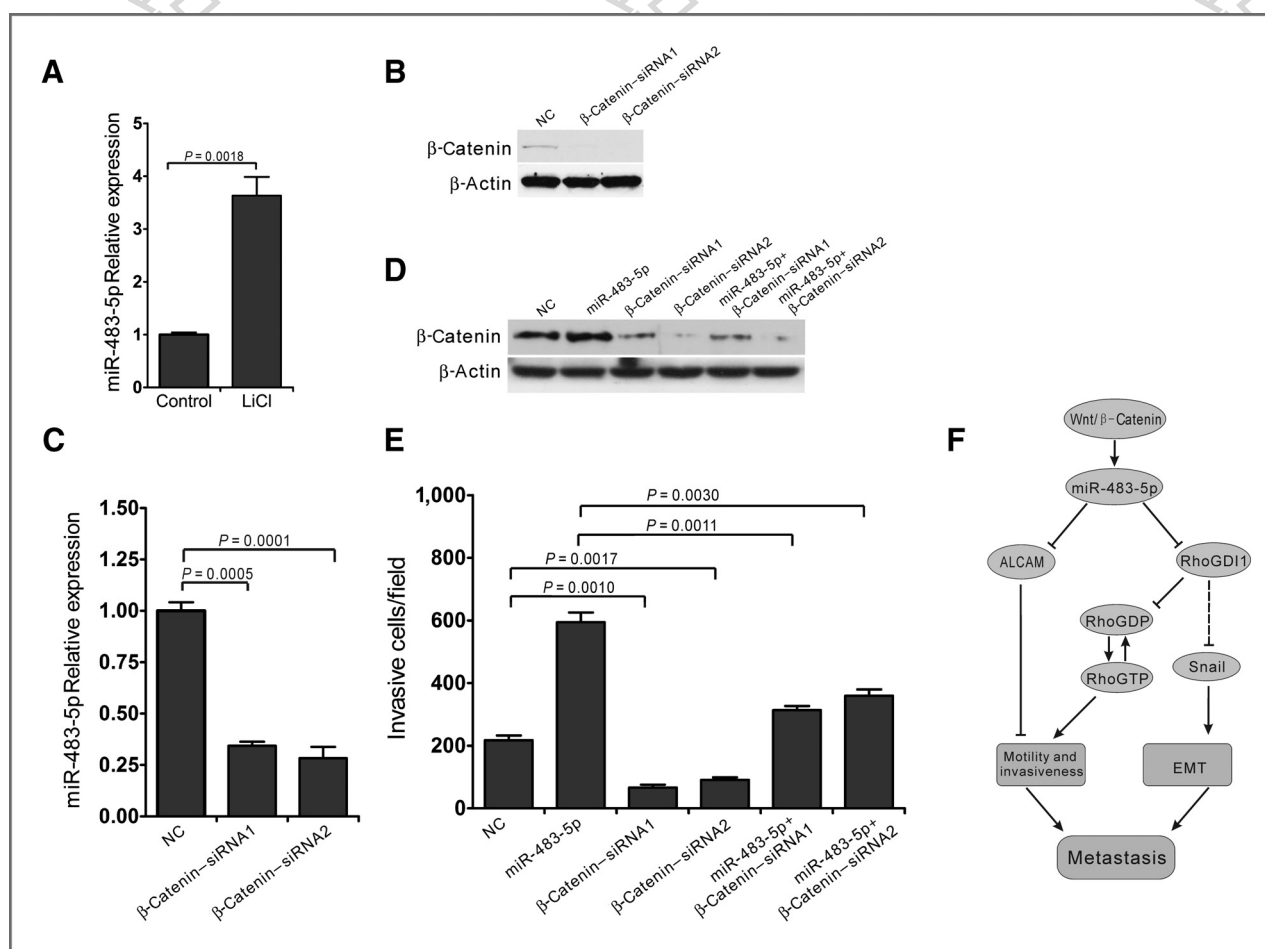 A
miR-483-5p Relative expression
5
4
3
2
1
0
P = 0.0018
Control
LiCl
B
NC
β-Catenin–siRNA1
β-Catenin–siRNA2
β-Catenin
β-Actin
D
NC
miR-483-5p
β-Catenin–siRNA1
β-Catenin–siRNA2
miR-483-5p+
β-Catenin–siRNA1
miR-483-5p+
β-Catenin–siRNA2
β-Catenin
β-Actin
C
miR-483-5p Relative expression
1.50
1.25
1.00
0.75
0.50
0.25
0.00
P = 0.0001
P = 0.0005
NC
β-Catenin–siRNA1
β-Catenin–siRNA2
E
Invasive cells/field
1,000
800
600
400
200
0
P = 0.0030
P = 0.0011
P = 0.0017
P = 0.0010
NC
miR-483-5p
β-Catenin–siRNA1
β-Catenin–siRNA2
miR-483-5p+
β-Catenin–siRNA1
miR-483-5p+
β-Catenin–siRNA2
F
Wnt/β-Catenin
miR-483-5p
ALCAM
RhoGDI1
RhoGDP
RhoGTP
Snail
Motility and
invasiveness
EMT
Metastasis